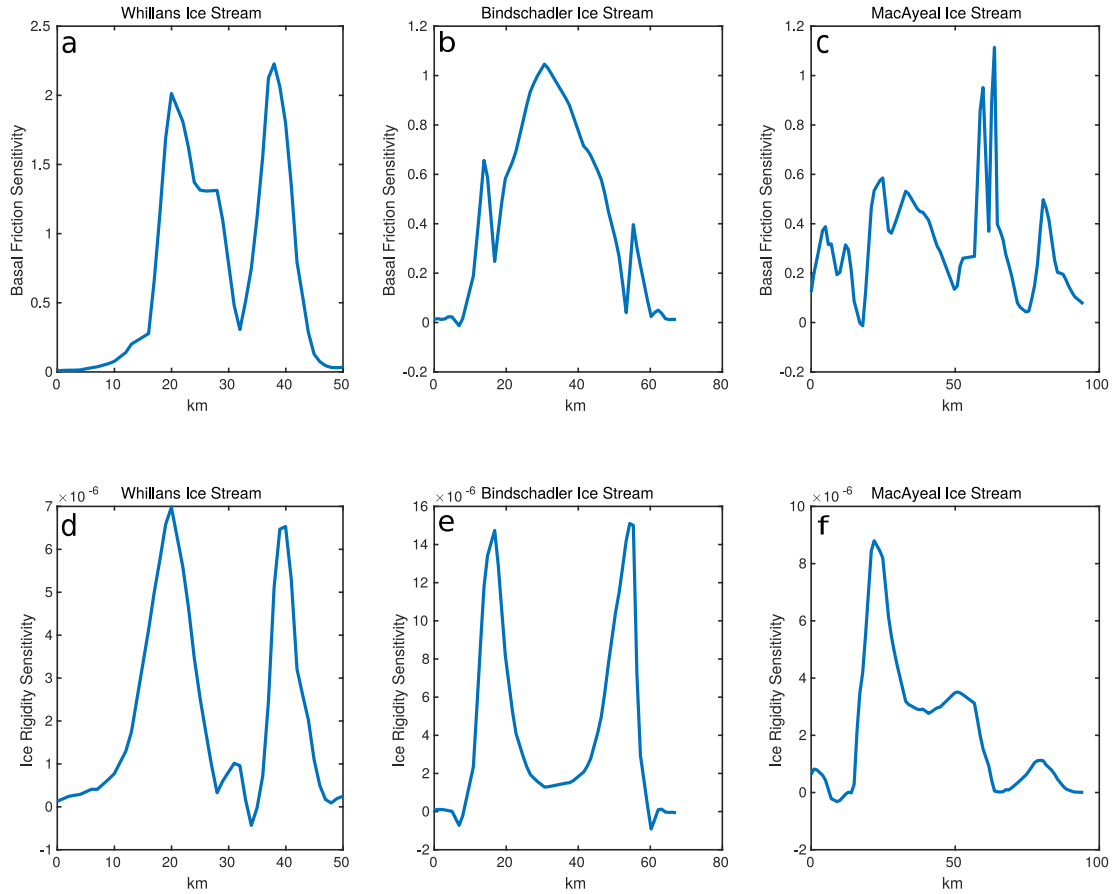 Whillans Ice Stream
a
2.5
2
1.5
1
0.5
0
0 10 20 30 40 50
km
Basal Friction Sensitivity
Bindschadler Ice Stream
b
1.2
1
0.8
0.6
0.4
0.2
0
-0.2
0 20 40 60 80
km
Basal Friction Sensitivity
MacAyeal Ice Stream
c
1.2
1
0.8
0.6
0.4
0.2
0
-0.2
0 50 100
km
Basal Friction Sensitivity
Whillans Ice Stream
×10⁻⁶
d
7
6
5
4
3
2
1
0
-1
0 10 20 30 40 50
km
Ice Rigidity Sensitivity
Bindschadler Ice Stream
×10⁻⁶
e
16
14
12
10
8
6
4
2
0
-2
0 20 40 60 80
km
Ice Rigidity Sensitivity
MacAyeal Ice Stream
×10⁻⁶
f
10
8
6
4
2
0
-2
0 50 100
km
Ice Rigidity Sensitivity